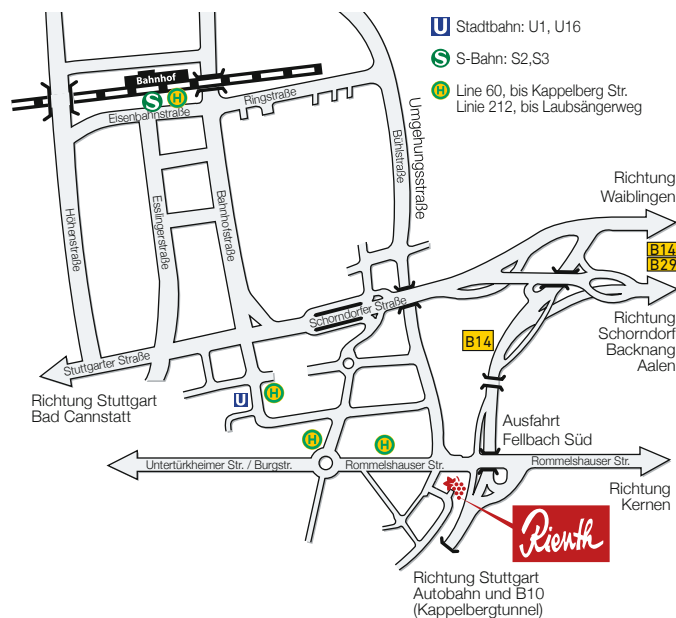 U Stadtbahn: U1, U16
S S-Bahn: S2,S3
H Line 60, bis Kappelberg Str.
Linie 212, bis Laubsängerweg
Bahnhof
S
H
Eisenbahnstraße
Ringstraße
Umgehungsstraße
Bühlstraße
Höhenstraße
Esslingerstraße
Bahnhofstraße
Richtung
Waiblingen
B14
B29
Richtung
Schorndorf
Backnang
Aalen
Schorndorfer Straße
B14
Stuttgarter Straße
Richtung Stuttgart
Bad Cannstatt
U
H
H
H
Ausfahrt
Fellbach Süd
Untertürkheimer Str. / Burgstr.
Rommelshauser Str.
Rommelshauser Str.
Richtung
Kernen
Rienth
Richtung Stuttgart
Autobahn und B10
(Kappelbergtunnel)